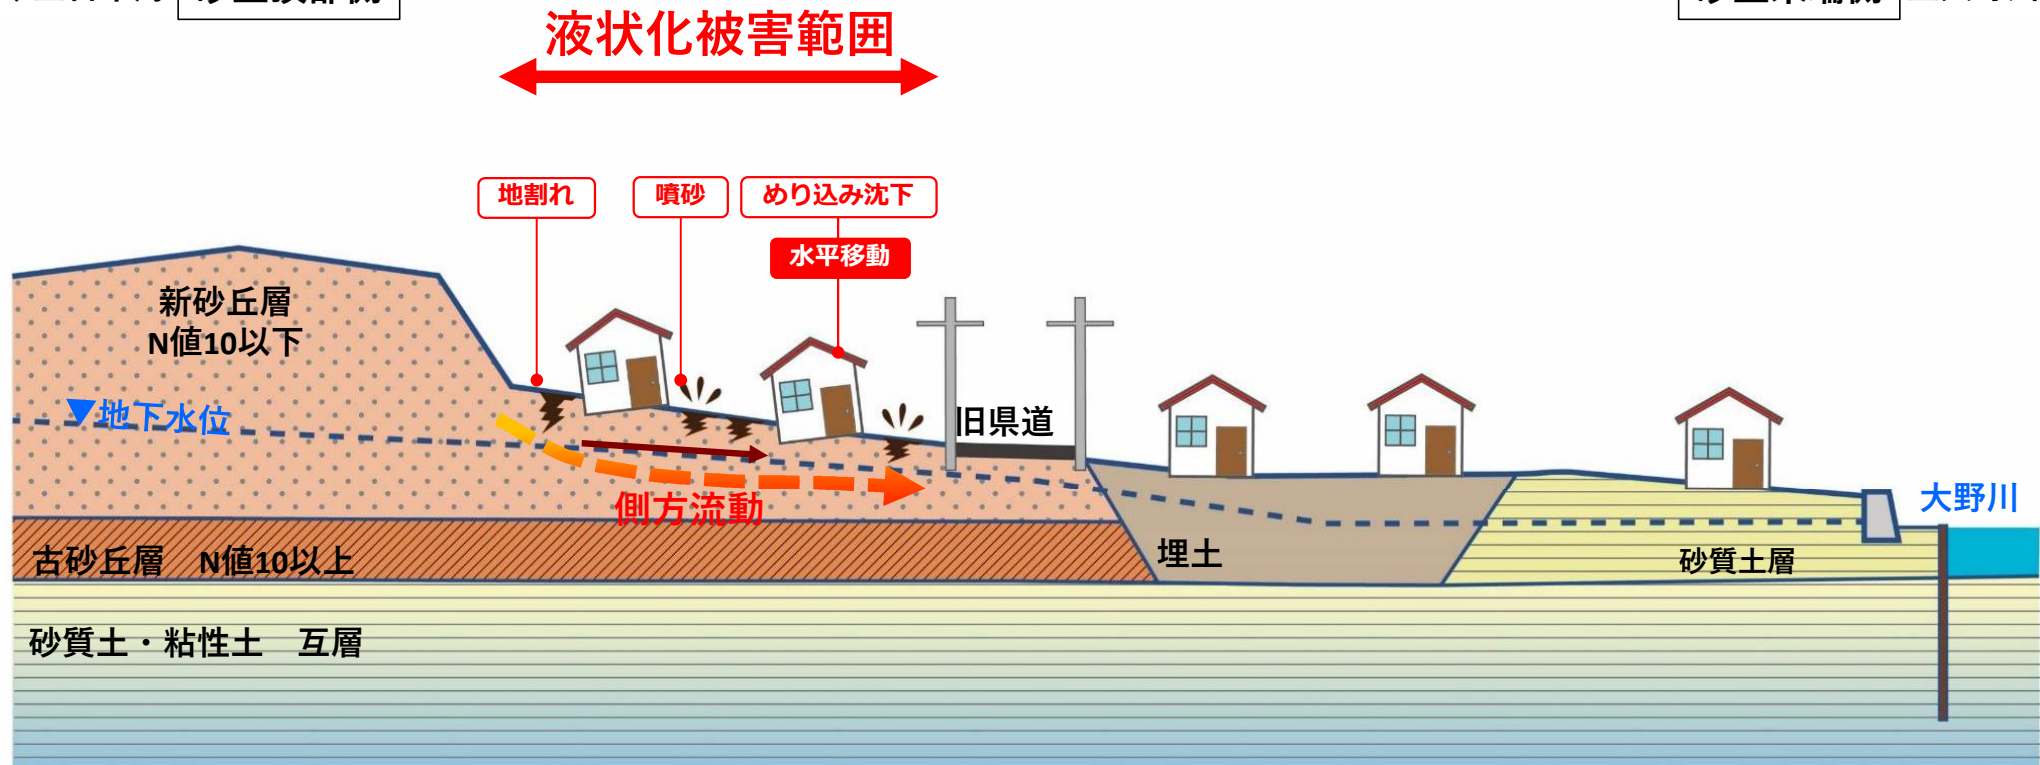 液状化被害範囲
地割れ
噴砂
めり込み沈下
水平移動
新砂丘層
N値10以下
▼地下水位
旧県道
側方流動
大野川
古砂丘層 N値10以上
埋土
砂質土層
砂質土・粘性土 互層